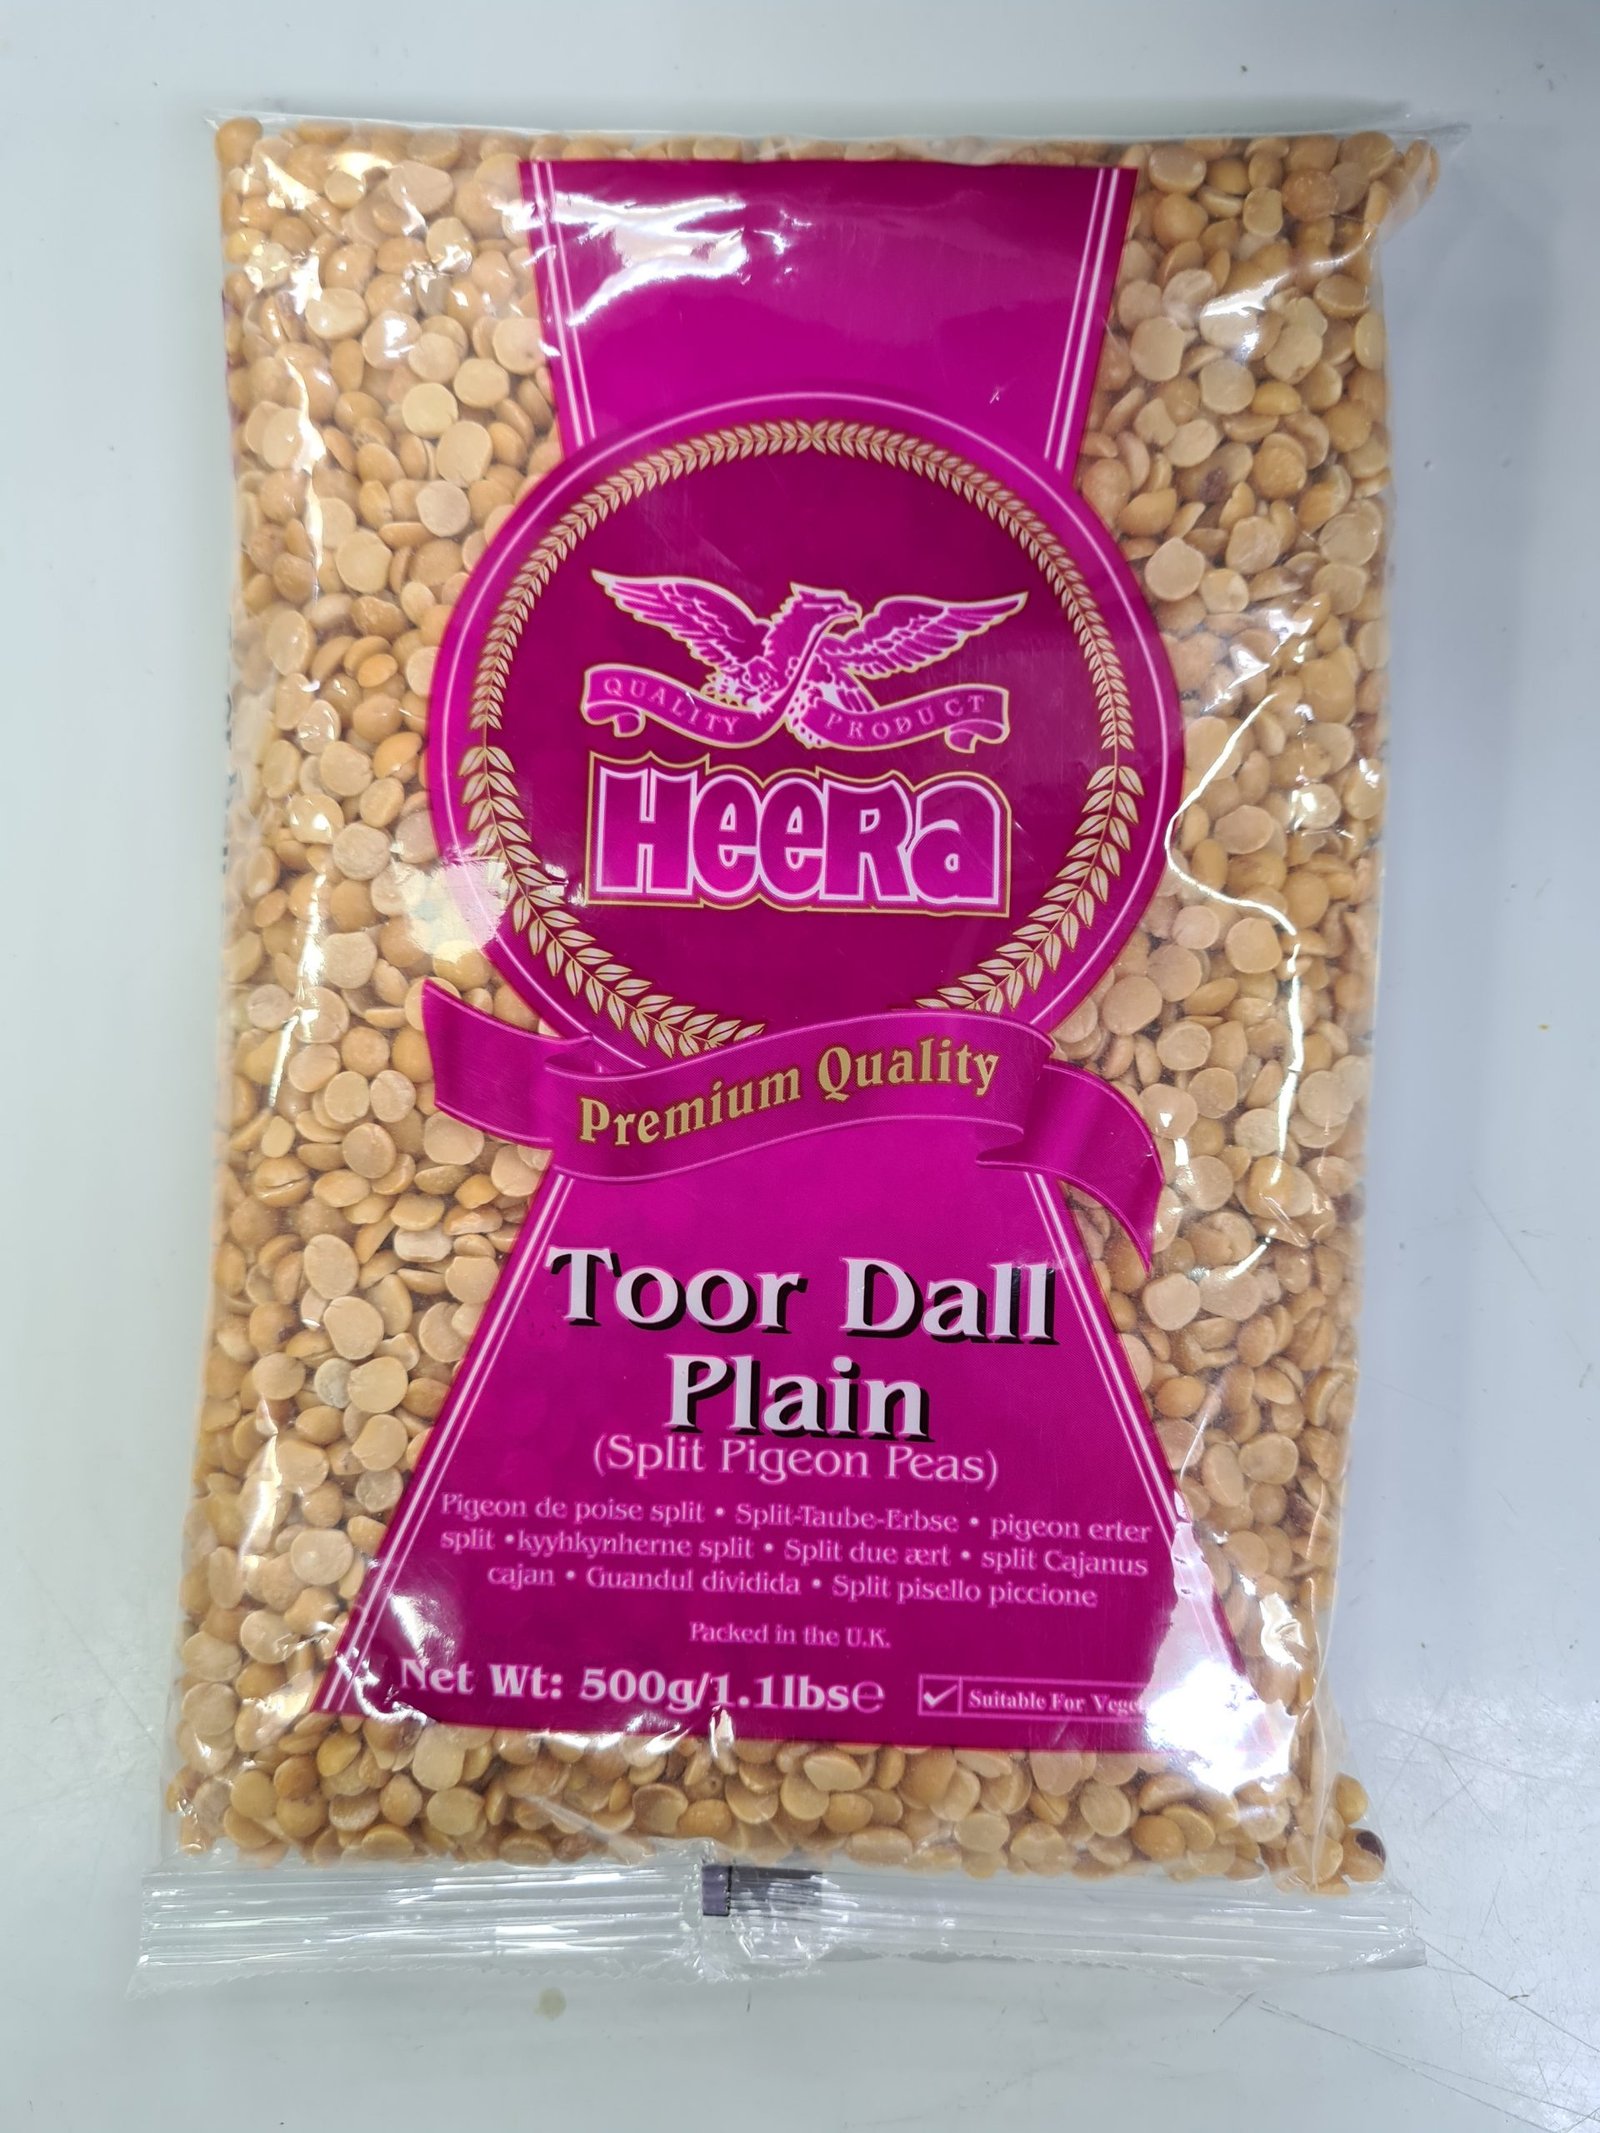 QUALITY PRODUCT
HeeRa
Premium Quality
Toor Dall
Plain
(Split Pigeon Peas)
Pigeon de poise split • Split-Taube-Erbse • pigeon erter
split • kyyhkynherne split • Split due ært • split Cajanus
cajan • Guandul dividida • Split pisello piccione
Packed in the U.K.
Net Wt: 500g/1.1lbs℮
Suitable For